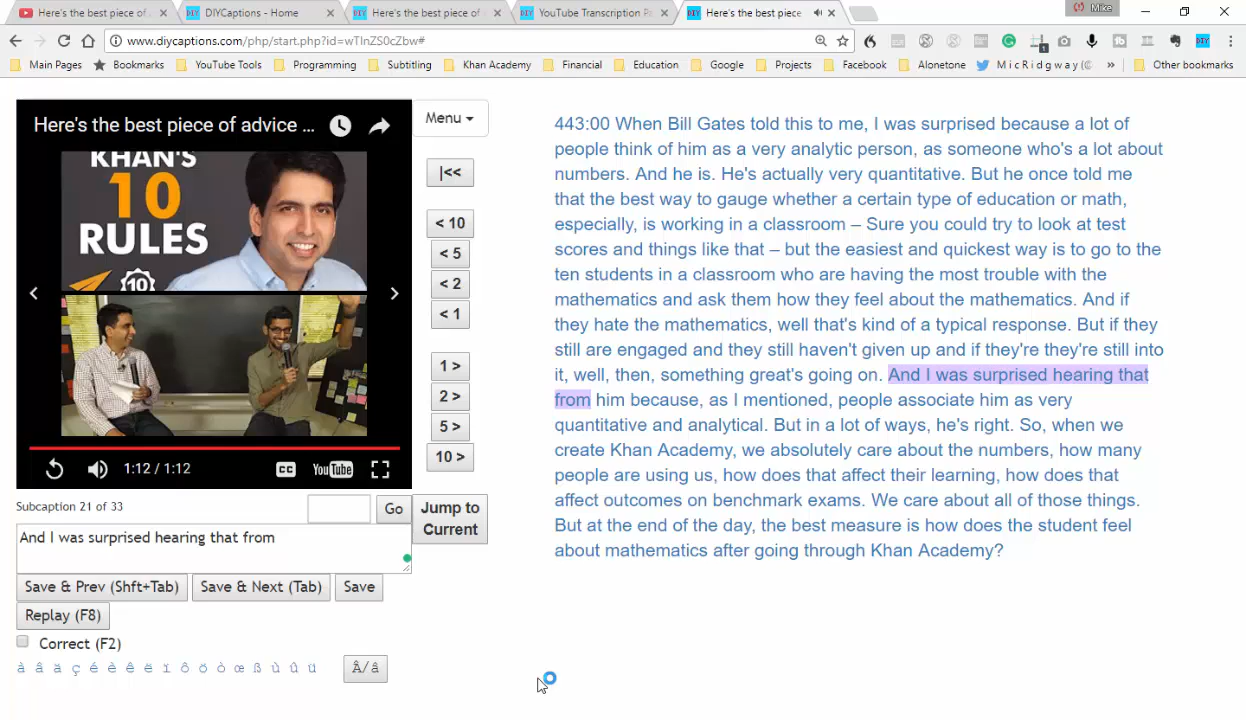 Here's the best piece of a
DIYCaptions - Home
Here's the best piece of
YouTube Transcription P
Here's the best piece
Mike
www.diycaptions.com/php/start.php?id=wTlnZS0cZbw#
Main Pages
Bookmarks
YouTube Tools
Programming
Subtitling
Khan Academy
Financial
Education
Google
Projects
Facebook
Alonetone
M i c R i d g w a y (
»
Other bookmarks
Here's the best piece of advice ...
KHAN'S
10
RULES
10
1:12 / 1:12
CC
YouTube
Menu
|<<
< 10
< 5
< 2
< 1
1 >
2 >
5 >
10 >
Subcaption 21 of 33
Go
Jump to
Current
And I was surprised hearing that from
Save & Prev (Shft+Tab)
Save & Next (Tab)
Save
Replay (F8)
Correct (F2)
à â ä ç é è ê ë ï ô ö ò œ ß ù û ü
Â/â
443:00 When Bill Gates told this to me, I was surprised because a lot of
people think of him as a very analytic person, as someone who's a lot about
numbers. And he is. He's actually very quantitative. But he once told me
that the best way to gauge whether a certain type of education or math,
especially, is working in a classroom – Sure you could try to look at test
scores and things like that – but the easiest and quickest way is to go to the
ten students in a classroom who are having the most trouble with the
mathematics and ask them how they feel about the mathematics. And if
they hate the mathematics, well that's kind of a typical response. But if they
still are engaged and they still haven't given up and if they're they're still into
it, well, then, something great's going on. And I was surprised hearing that
from him because, as I mentioned, people associate him as very
quantitative and analytical. But in a lot of ways, he's right. So, when we
create Khan Academy, we absolutely care about the numbers, how many
people are using us, how does that affect their learning, how does that
affect outcomes on benchmark exams. We care about all of those things.
But at the end of the day, the best measure is how does the student feel
about mathematics after going through Khan Academy?